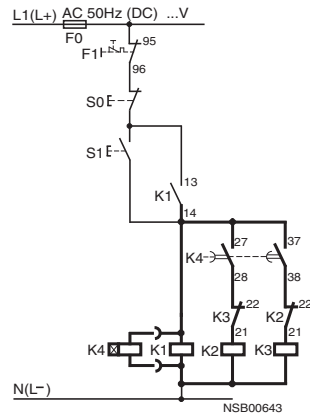 L1(L+) AC 50Hz (DC) ...V
F0
95
F1
96
S0
S1
13
K1
14
27 37
K4
28 38
22 22
K3 K2
21 21
K4 K1 K2 K3
N(L-)
NSB00643